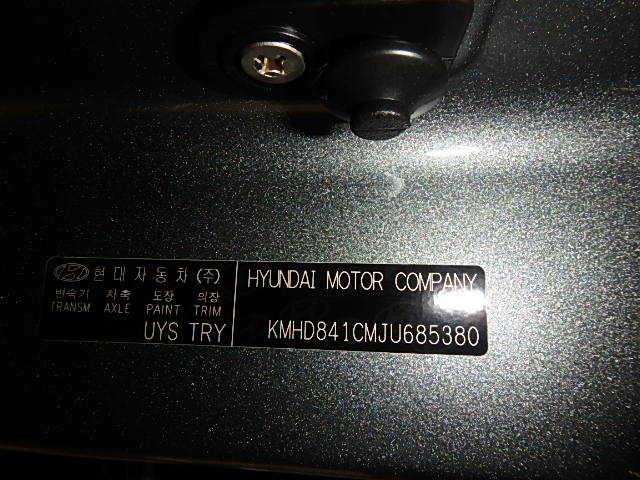 현대자동차(주)
변속기 차축 도장 의장
TRANSM AXLE PAINT TRIM
UYS TRY
HYUNDAI MOTOR COMPANY
KMHD841CMJU685380